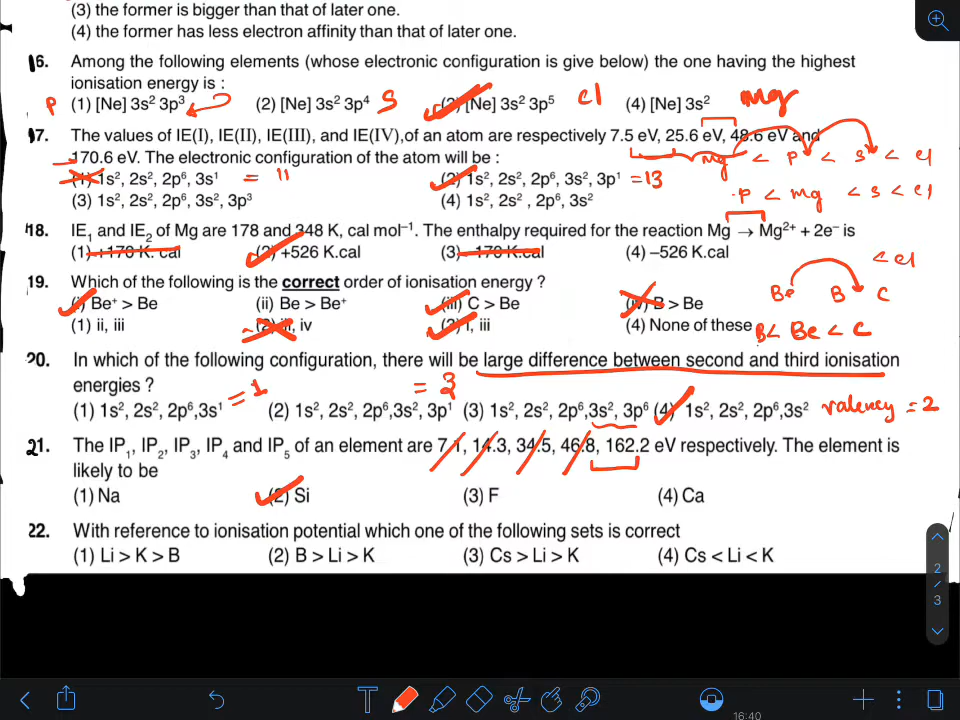 (3) the former is bigger than that of later one.
(4) the former has less electron affinity than that of later one.
16. Among the following elements (whose electronic configuration is give below) the one having the highest
ionisation energy is :
P (1) [Ne] 3s² 3p³ (2) [Ne] 3s² 3p⁴ S [Ne] 3s² 3p⁵ Cl (4) [Ne] 3s² Mg
17. The values of IE(I), IE(II), IE(III), and IE(IV),of an atom are respectively 7.5 eV, 25.6 eV, 48.6 eV and
170.6 eV. The electronic configuration of the atom will be :
Mg < P < S < Cl
(1) 1s², 2s², 2p⁶, 3s¹ = 11 (2) 1s², 2s², 2p⁶, 3s², 3p¹ = 13
P < Mg < S < Cl
(3) 1s², 2s², 2p⁶, 3s², 3p³ (4) 1s², 2s² , 2p⁶, 3s²
18. IE₁ and IE₂ of Mg are 178 and 348 K, cal mol⁻¹. The enthalpy required for the reaction Mg → Mg²⁺ + 2e⁻ is
(1) +170 K. cal (2) +526 K.cal (3) –170 K.cal (4) –526 K.cal
< Cl
19. Which of the following is the correct order of ionisation energy ?
(i) Be⁺ > Be (ii) Be > Be⁺ (iii) C > Be (iv) B > Be
Be B C
(1) ii, iii (2) iii, iv (3) i, iii (4) None of these
B < Be < C
20. In which of the following configuration, there will be large difference between second and third ionisation
energies ?
= 1 = 3
(1) 1s², 2s², 2p⁶,3s¹ (2) 1s², 2s², 2p⁶,3s², 3p¹ (3) 1s², 2s², 2p⁶,3s², 3p⁶ (4) 1s², 2s², 2p⁶,3s² valency = 2
21. The IP₁, IP₂, IP₃, IP₄ and IP₅ of an element are 7.1, 14.3, 34.5, 46.8, 162.2 eV respectively. The element is
likely to be
(1) Na (2) Si (3) F (4) Ca
22. With reference to ionisation potential which one of the following sets is correct
(1) Li > K > B (2) B > Li > K (3) Cs > Li > K (4) Cs < Li < K
2
/
3
T
16:40